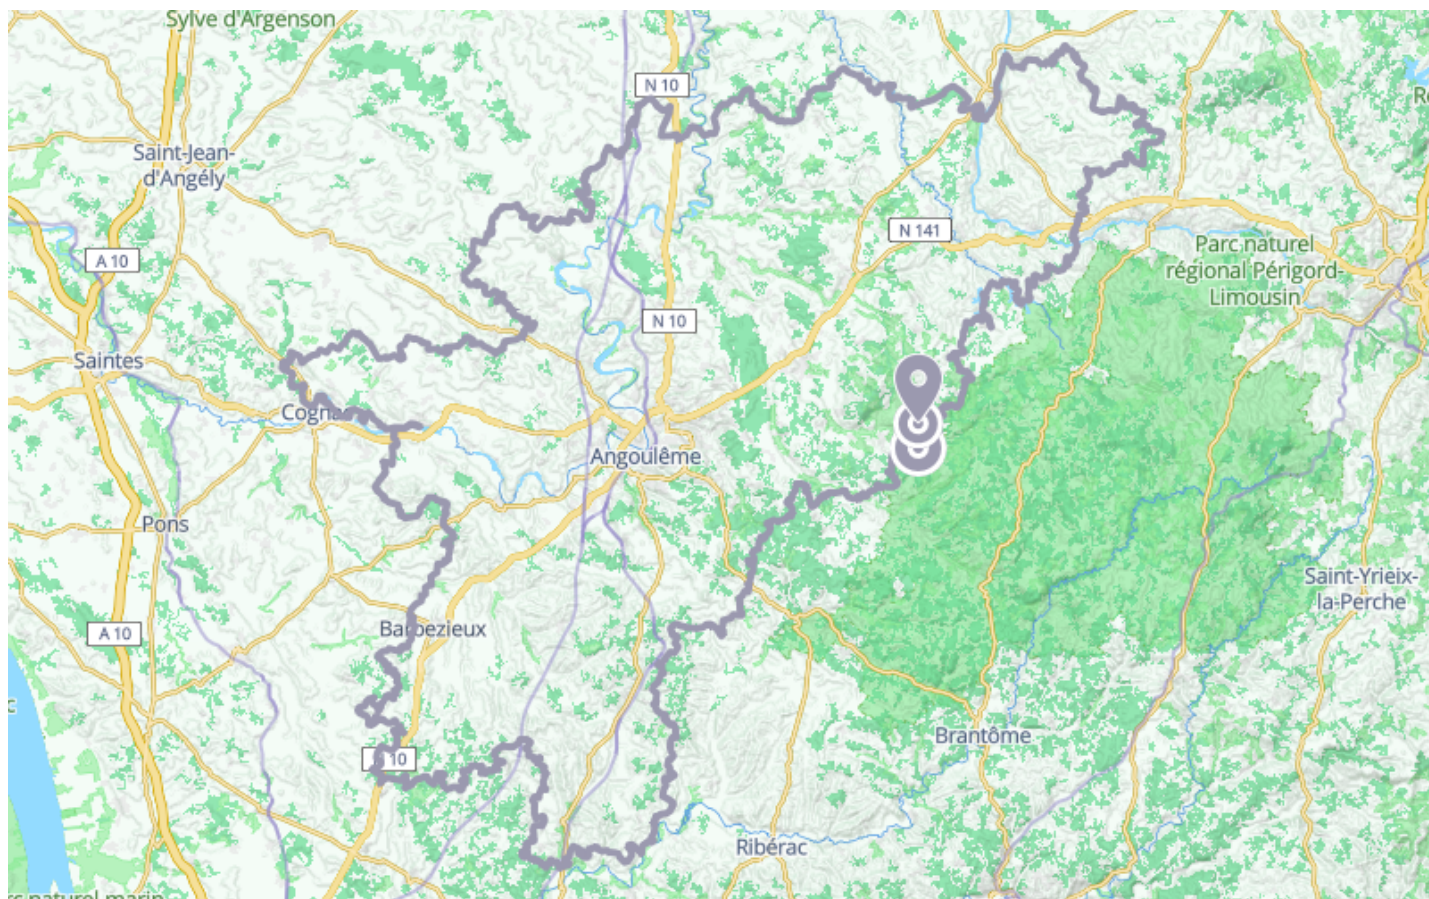 Sylve d'Argenson
N 10
Saint-Jean-
d'Angély
N 141
Parc naturel
régional Périgord-
Limousin
A 10
N 10
Saintes
Cognac
Angoulême
Pons
Saint-Yrieix-
la-Perche
A 10
Barbezieux
Brantôme
10
Ribérac